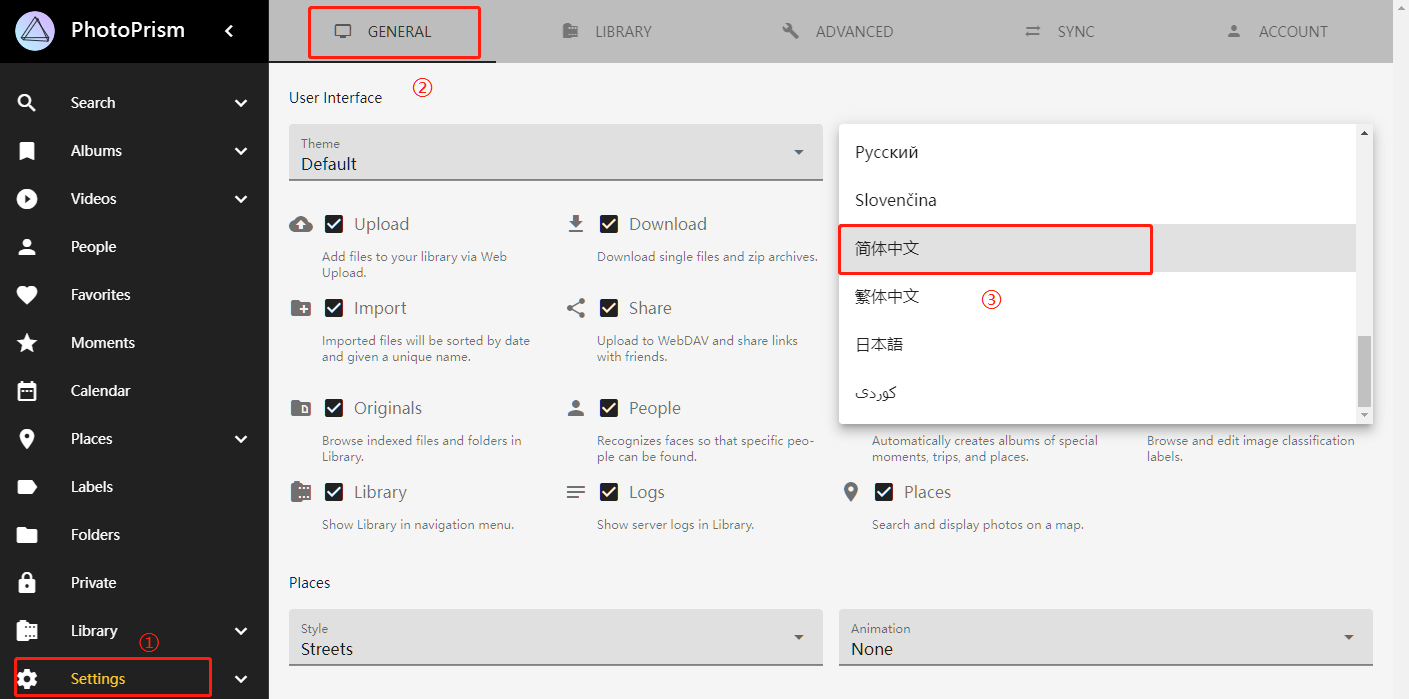 PhotoPrism
Search
Albums
Videos
People
Favorites
Moments
Calendar
Places
Labels
Folders
Private
Library
①
Settings
GENERAL
LIBRARY
ADVANCED
SYNC
ACCOUNT
②
User Interface
Theme
Default
Русский
Slovenčina
简体中文
繁体中文
③
日本語
کوردی
Upload
Add files to your library via Web
Upload.
Download
Download single files and zip archives.
Import
Imported files will be sorted by date
and given a unique name.
Share
Upload to WebDAV and share links
with friends.
Originals
Browse indexed files and folders in
Library.
People
Recognizes faces so that specific peo-
ple can be found.
Automatically creates albums of special
moments, trips, and places.
Browse and edit image classification
labels.
Library
Show Library in navigation menu.
Logs
Show server logs in Library.
Places
Search and display photos on a map.
Places
Style
Streets
Animation
None